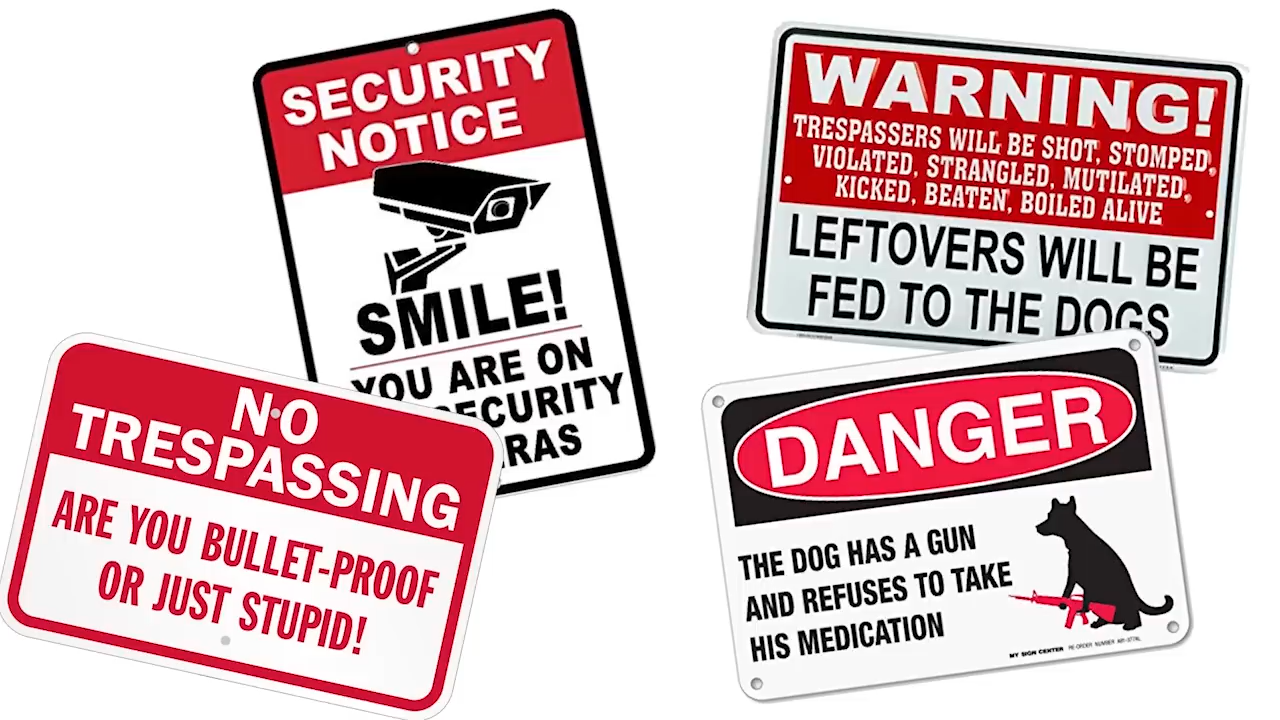 SECURITY
NOTICE
SMILE!
YOU ARE ON
SECURITY
NO
TRESPASSING
ARE YOU BULLET-PROOF
OR JUST STUPID!
WARNING!
TRESPASSERS WILL BE SHOT, STOMPED,
VIOLATED, STRANGLED, MUTILATED,
KICKED, BEATEN, BOILED ALIVE
LEFTOVERS WILL BE
FED TO THE DOGS
DANGER
THE DOG HAS A GUN
AND REFUSES TO TAKE
HIS MEDICATION
MY SIGN CENTER